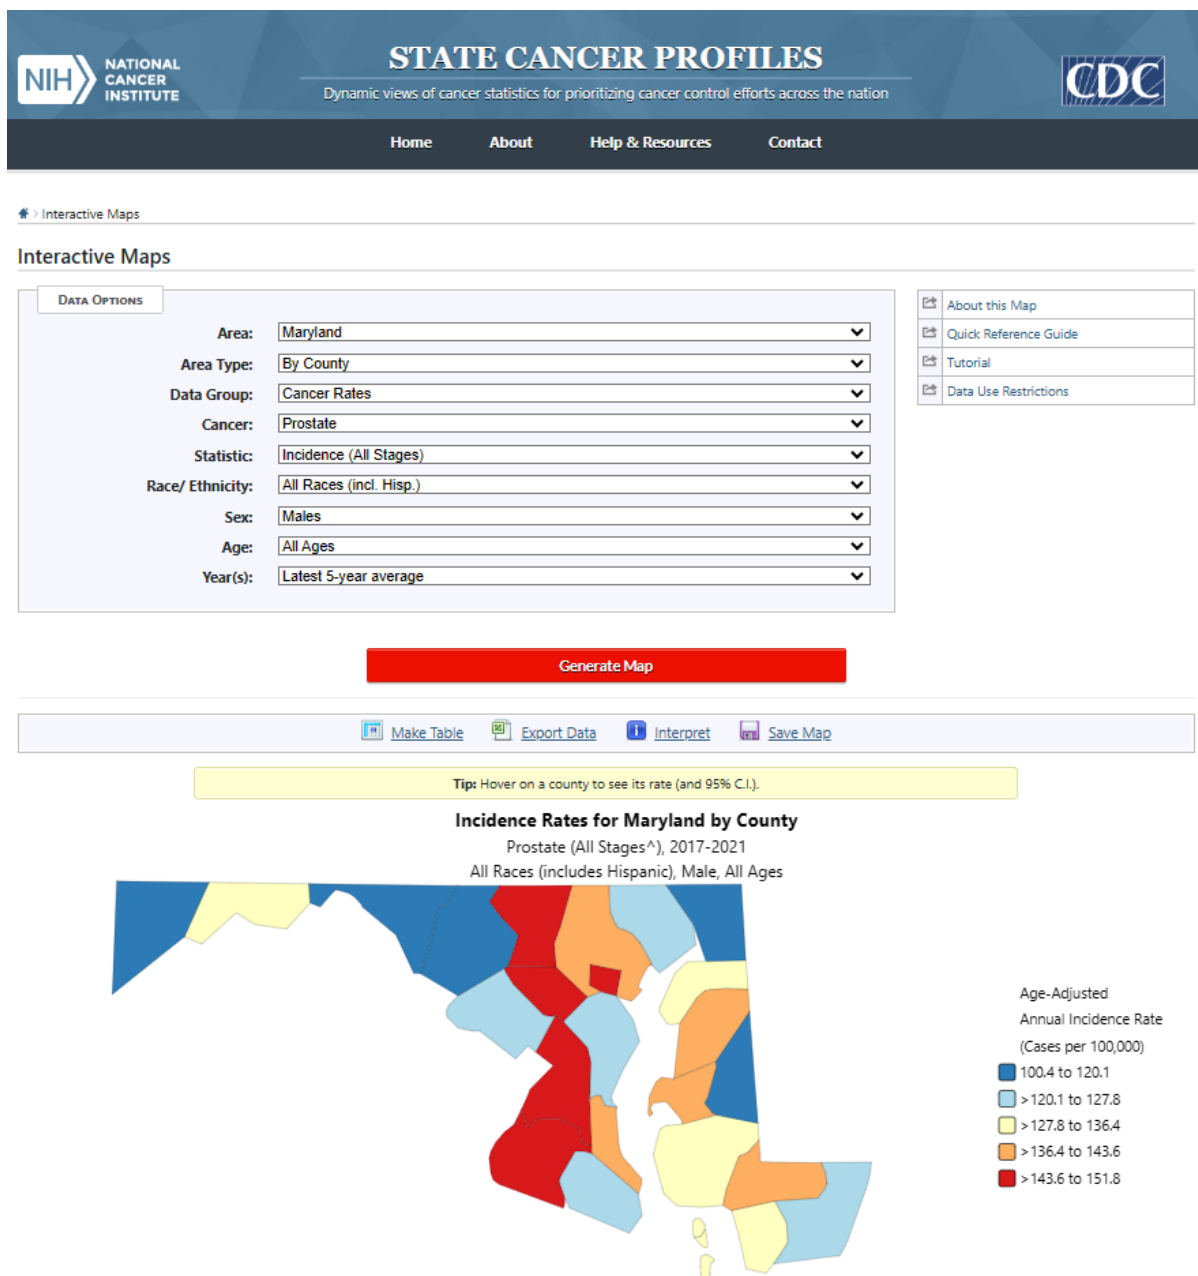 NIH
NATIONAL
CANCER
INSTITUTE
STATE CANCER PROFILES
Dynamic views of cancer statistics for prioritizing cancer control efforts across the nation
CDC
Home About Help & Resources Contact
> Interactive Maps
Interactive Maps
DATA OPTIONS
Area: Maryland
Area Type: By County
Data Group: Cancer Rates
Cancer: Prostate
Statistic: Incidence (All Stages)
Race/ Ethnicity: All Races (incl. Hisp.)
Sex: Males
Age: All Ages
Year(s): Latest 5-year average
About this Map
Quick Reference Guide
Tutorial
Data Use Restrictions
Generate Map
Make Table Export Data Interpret Save Map
Tip: Hover on a county to see its rate (and 95% C.I.).
Incidence Rates for Maryland by County
Prostate (All Stages^), 2017-2021
All Races (includes Hispanic), Male, All Ages
Age-Adjusted
Annual Incidence Rate
(Cases per 100,000)
100.4 to 120.1
>120.1 to 127.8
>127.8 to 136.4
>136.4 to 143.6
>143.6 to 151.8